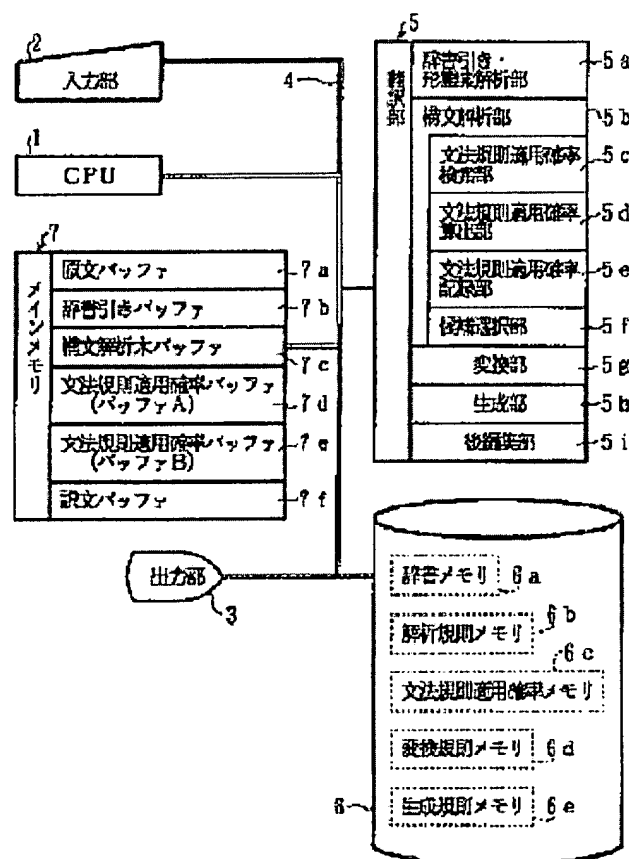 2
入力部
1
CPU
4
7
メインメモリ
原文バッファ
7a
辞書引きバッファ
7b
構文解析木バッファ
7c
文法規則適用確率バッファ
(バッファA)
7d
文法規則適用確率バッファ
(バッファB)
7e
訳文バッファ
7f
出力部
3
5
翻訳部
辞書引き・
形態素解析部
5a
構文解析部
5b
文法規則適用確率
検索部
5c
文法規則適用確率
算出部
5d
文法規則適用確率
記録部
5e
候補選択部
5f
変換部
5g
生成部
5h
後編集部
5i
辞書メモリ
6a
解析規則メモリ
6b
6c
文法規則適用確率メモリ
変換規則メモリ
6d
生成規則メモリ
6e
6